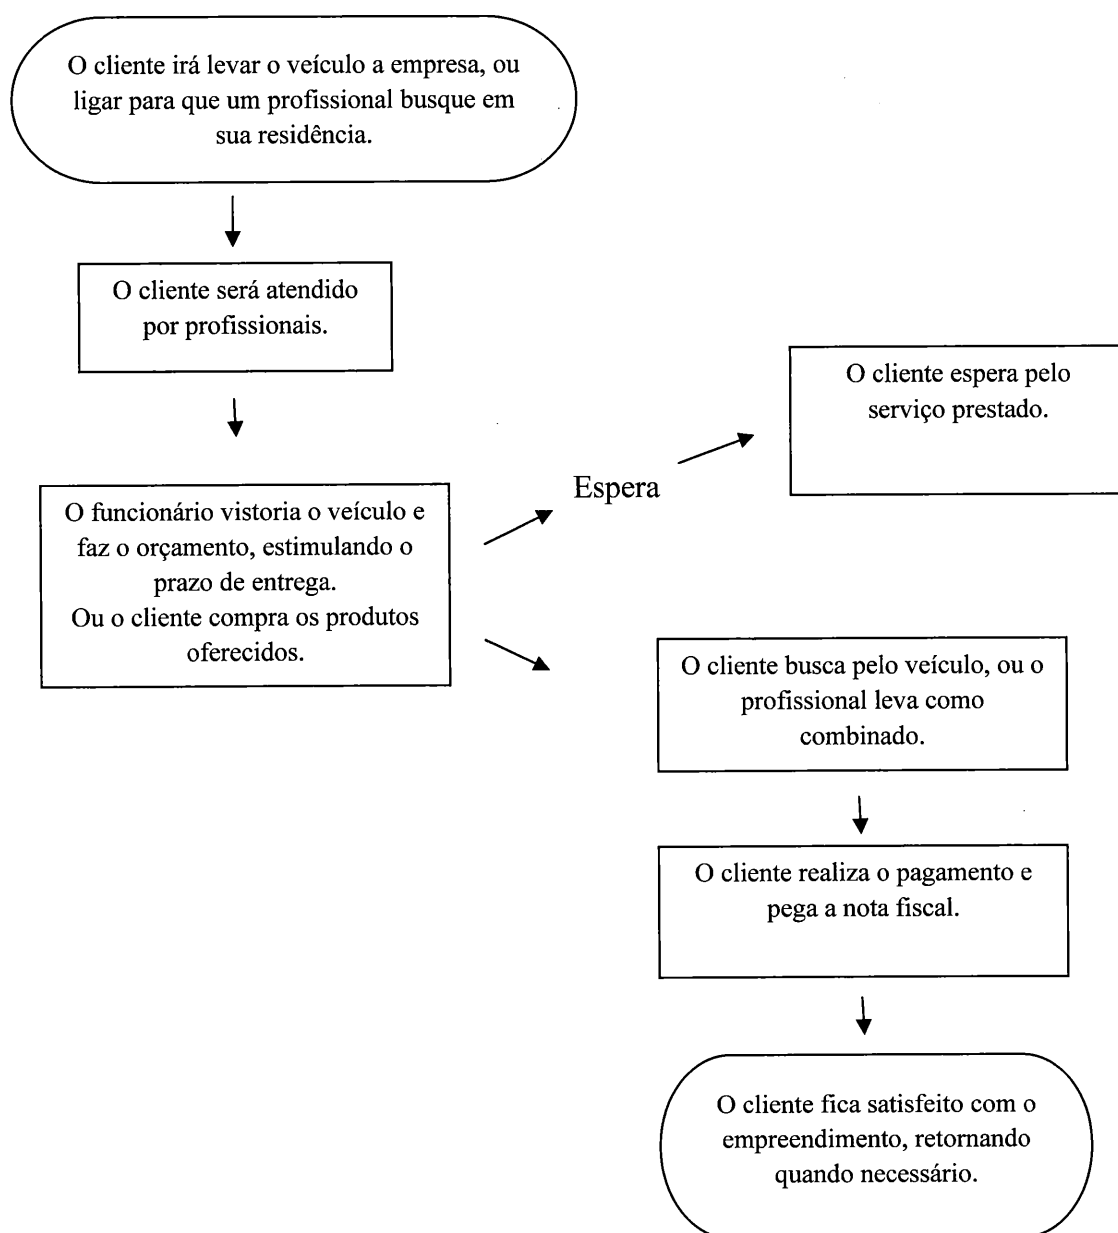 O cliente irá levar o veículo a empresa, ou
ligar para que um profissional busque em
sua residência.
O cliente será atendido
por profissionais.
O cliente espera pelo
serviço prestado.
Espera
O funcionário vistoria o veículo e
faz o orçamento, estimulando o
prazo de entrega.
Ou o cliente compra os produtos
oferecidos.
O cliente busca pelo veículo, ou o
profissional leva como
combinado.
O cliente realiza o pagamento e
pega a nota fiscal.
O cliente fica satisfeito com o
empreendimento, retornando
quando necessário.